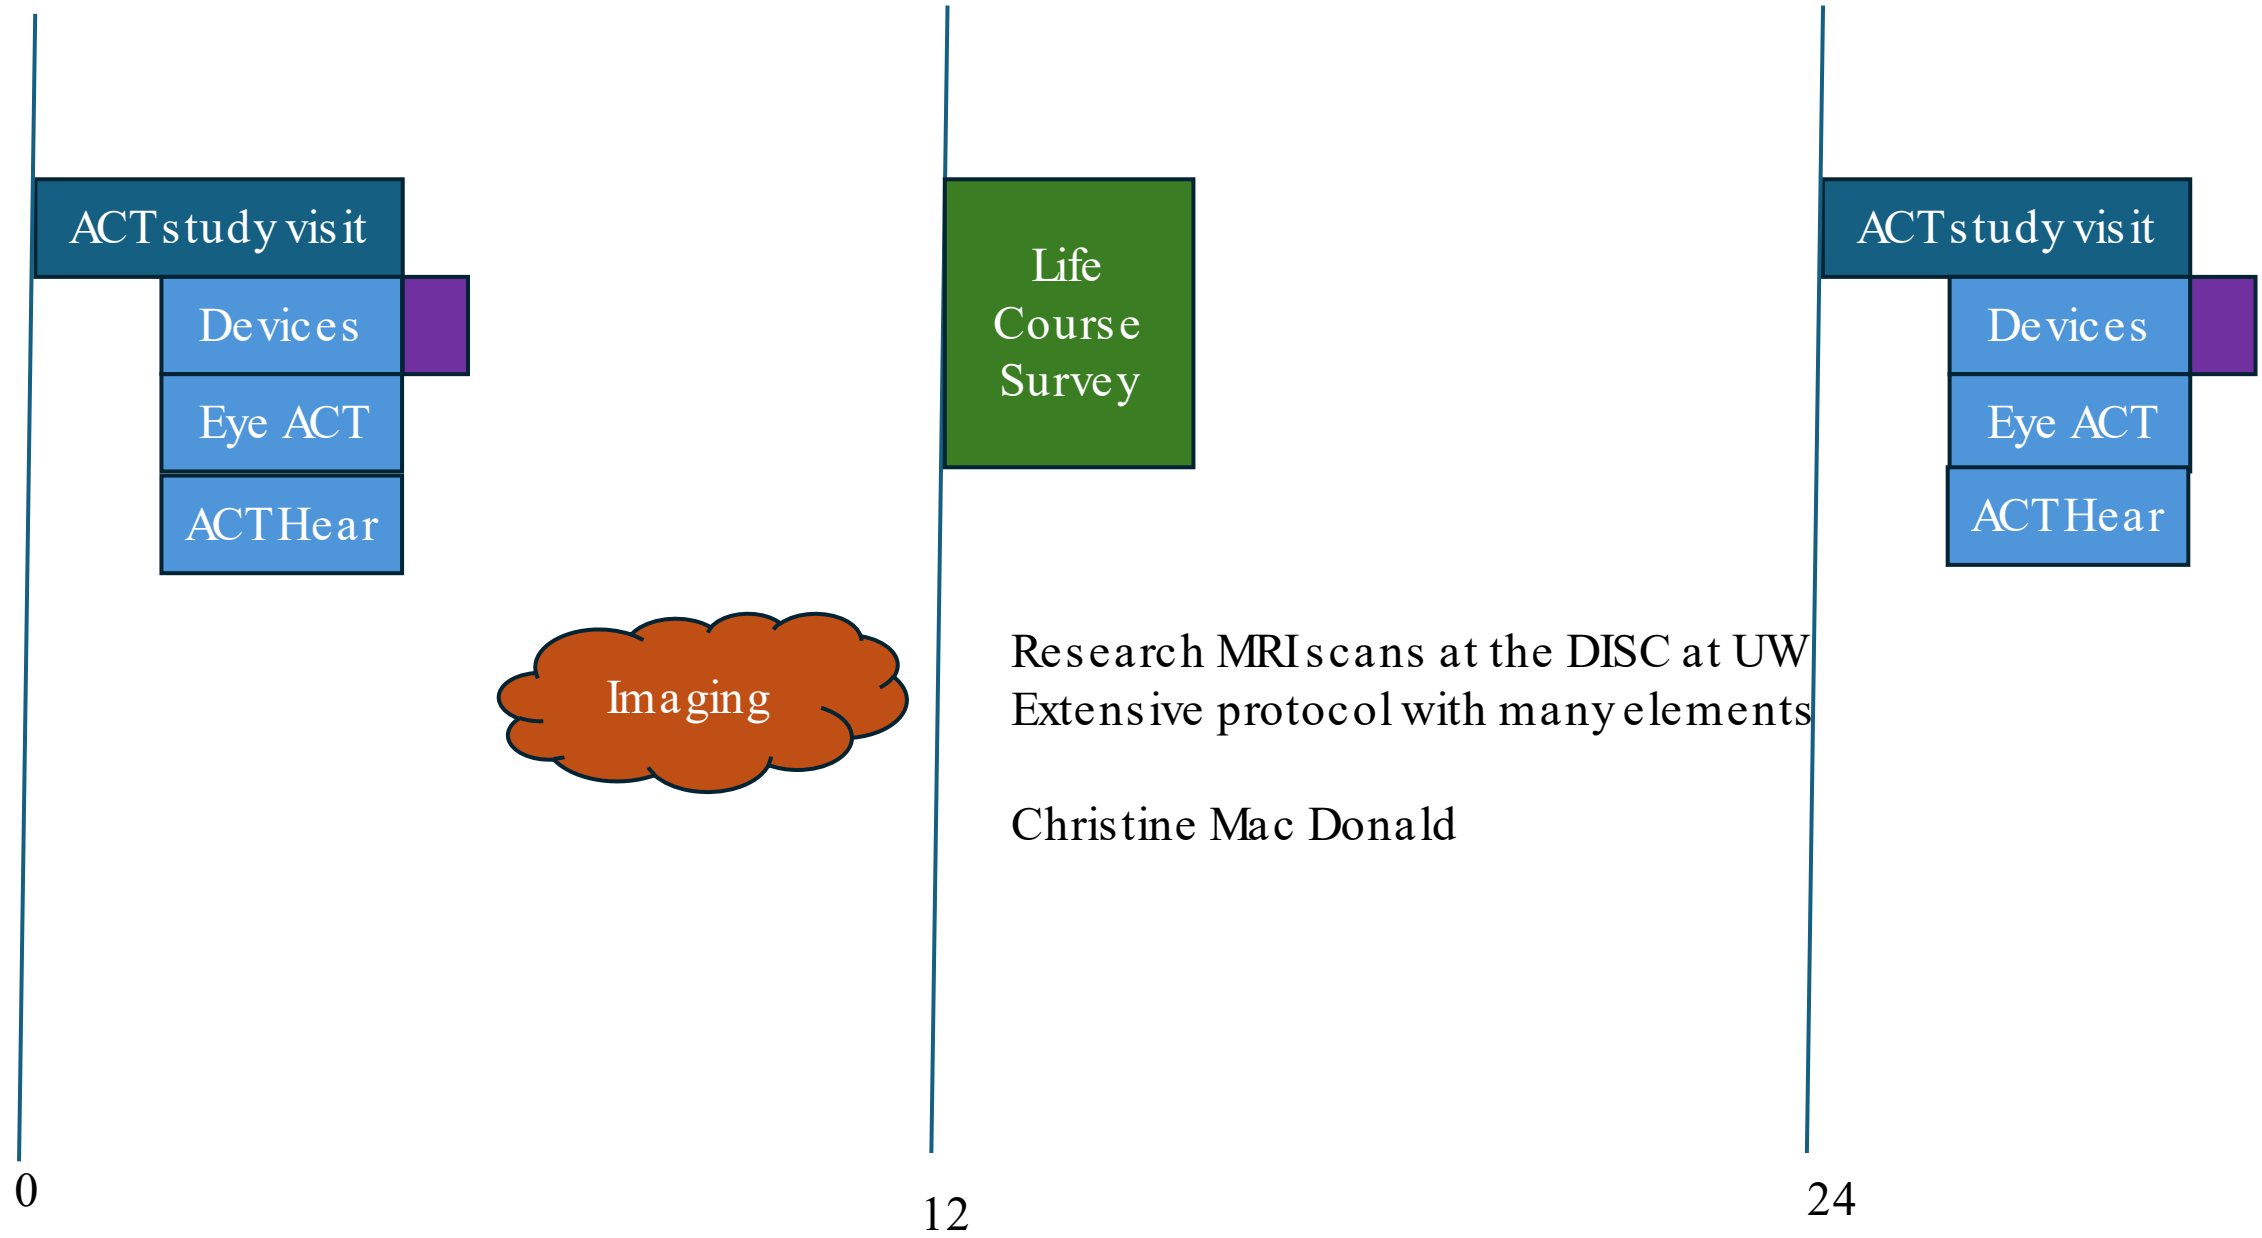 ACT study visit
Devices
Eye ACT
ACT Hear
Imaging
Life
Course
Survey
Research MRI scans at the DISC at UW
Extensive protocol with many elements
Christine Mac Donald
ACT study visit
Devices
Eye ACT
ACT Hear
0
12
24